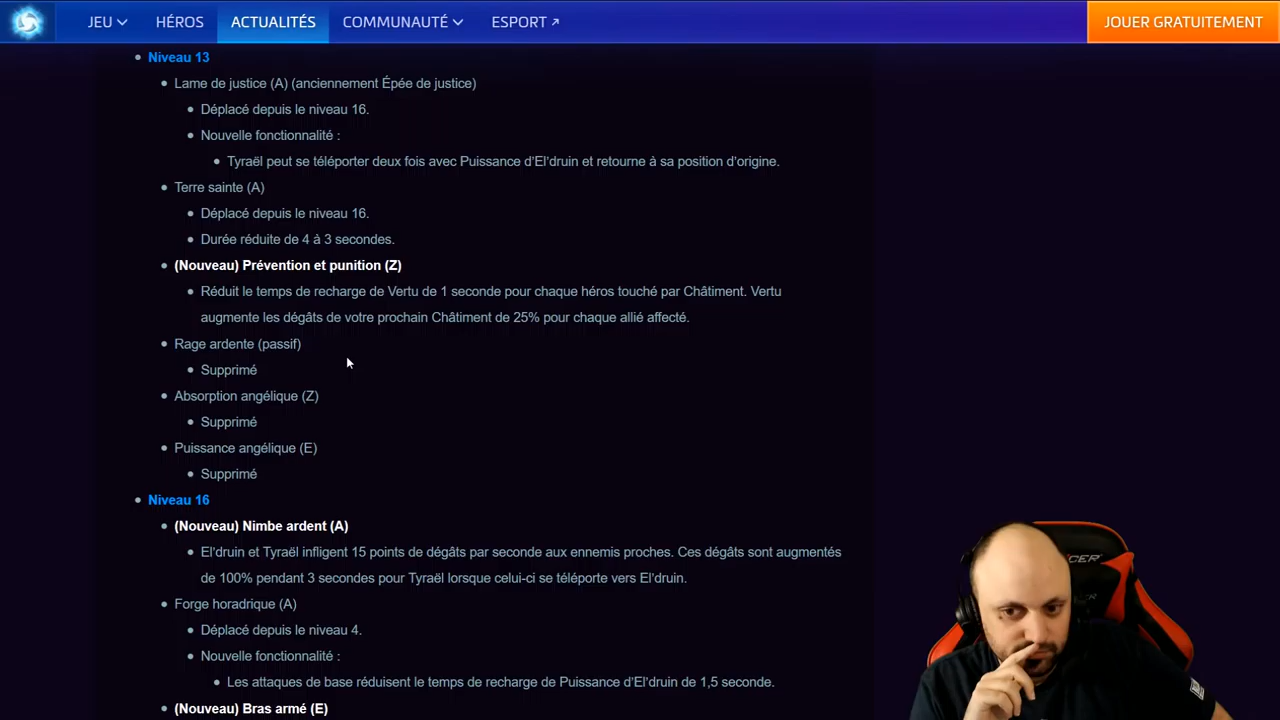 JEU HÉROS ACTUALITÉS COMMUNAUTÉ ESPORT JOUER GRATUITEMENT
Niveau 13
Lame de justice (A) (anciennement Épée de justice)
Déplacé depuis le niveau 16.
Nouvelle fonctionnalité :
Tyraël peut se téléporter deux fois avec Puissance d'El'druin et retourne à sa position d'origine.
Terre sainte (A)
Déplacé depuis le niveau 16.
Durée réduite de 4 à 3 secondes.
(Nouveau) Prévention et punition (Z)
Réduit le temps de recharge de Vertu de 1 seconde pour chaque héros touché par Châtiment. Vertu
augmente les dégâts de votre prochain Châtiment de 25% pour chaque allié affecté.
Rage ardente (passif)
Supprimé
Absorption angélique (Z)
Supprimé
Puissance angélique (E)
Supprimé
Niveau 16
(Nouveau) Nimbe ardent (A)
El'druin et Tyraël infligent 15 points de dégâts par seconde aux ennemis proches. Ces dégâts sont augmentés
de 100% pendant 3 secondes pour Tyraël lorsque celui-ci se téléporte vers El'druin.
Forge horadrique (A)
Déplacé depuis le niveau 4.
Nouvelle fonctionnalité :
Les attaques de base réduisent le temps de recharge de Puissance d'El'druin de 1,5 seconde.
(Nouveau) Bras armé (E)